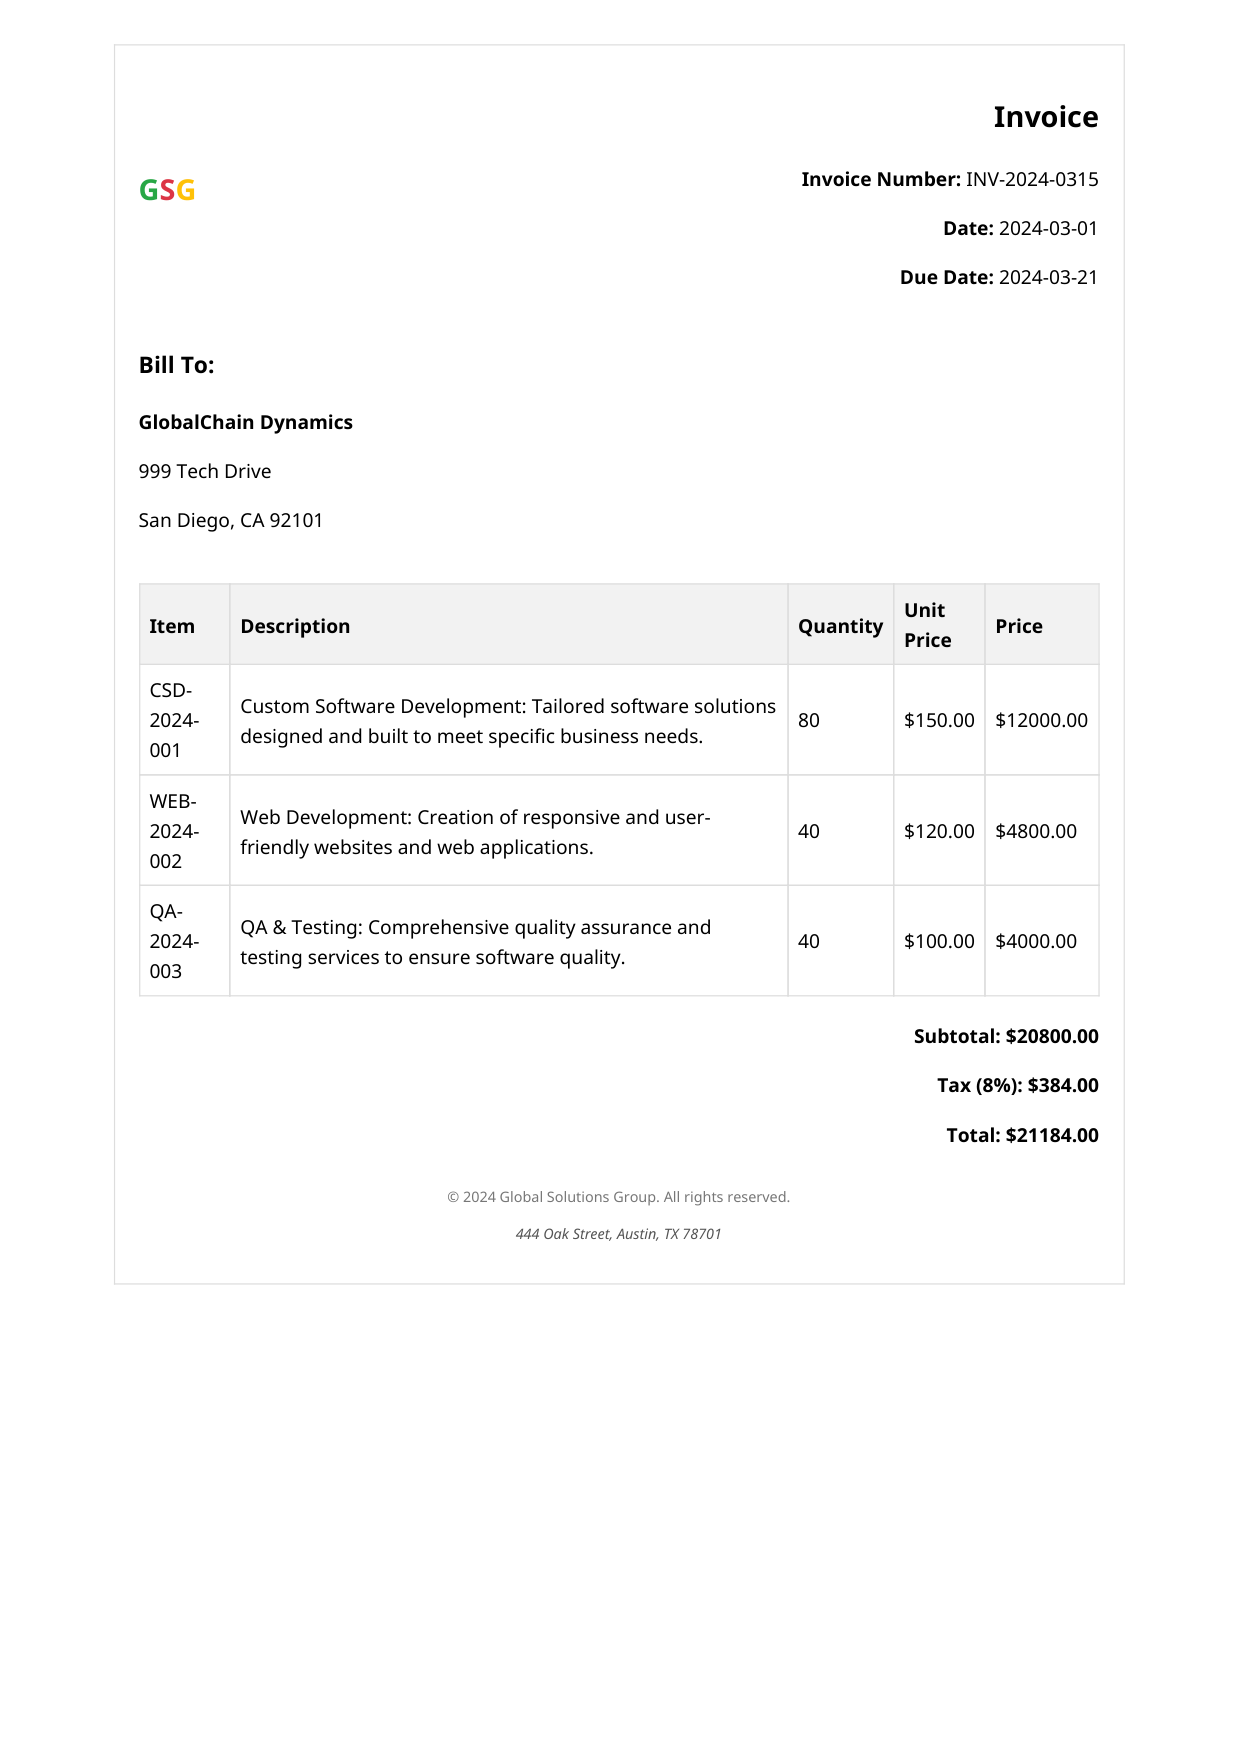 Invoice
GSG
Invoice Number: INV-2024-0315
Date: 2024-03-01
Due Date: 2024-03-21
Bill To:
GlobalChain Dynamics
999 Tech Drive
San Diego, CA 92101
Item Description Quantity Unit Price Price
CSD-2024-001 Custom Software Development: Tailored software solutions
designed and built to meet specific business needs. 80 $150.00 $12000.00
WEB-2024-002 Web Development: Creation of responsive and user-
friendly websites and web applications. 40 $120.00 $4800.00
QA-2024-003 QA & Testing: Comprehensive quality assurance and
testing services to ensure software quality. 40 $100.00 $4000.00
Subtotal: $20800.00
Tax (8%): $384.00
Total: $21184.00
© 2024 Global Solutions Group. All rights reserved.
444 Oak Street, Austin, TX 78701